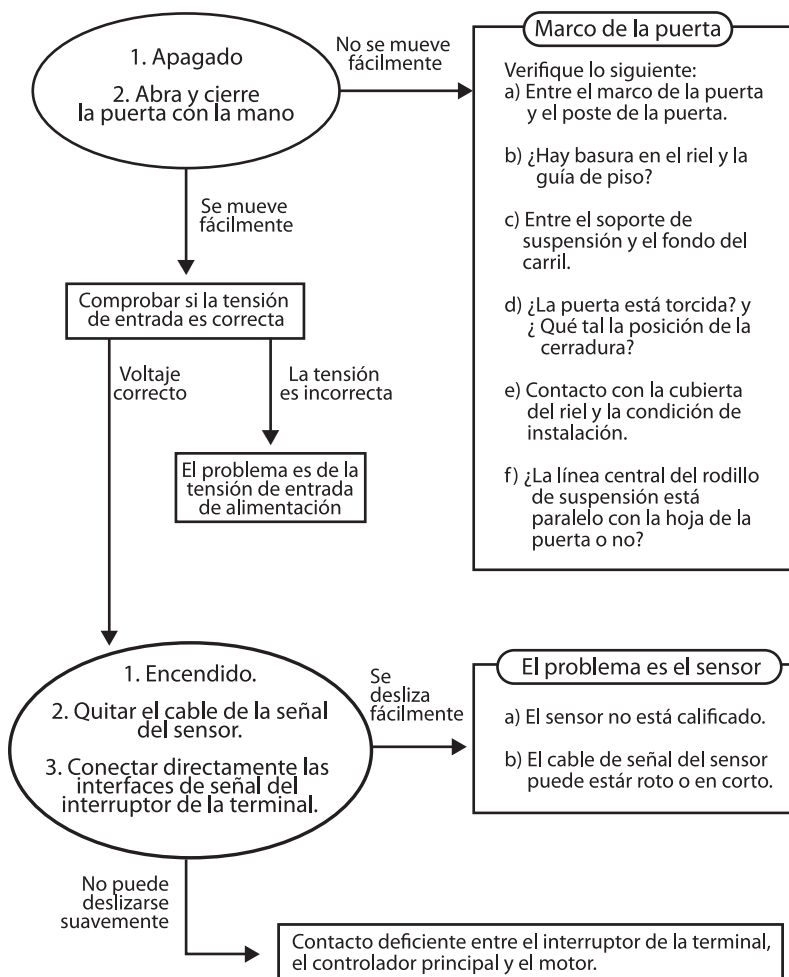 1. Apagado
2. Abra y cierre
la puerta con la mano
No se mueve
fácilmente
Marco de la puerta
Verifique lo siguiente:
a) Entre el marco de la puerta
y el poste de la puerta.
b) ¿Hay basura en el riel y la
guía de piso?
c) Entre el soporte de
suspensión y el fondo del
carril.
d) ¿La puerta está torcida? y
¿ Qué tal la posición de la
cerradura?
e) Contacto con la cubierta
del riel y la condición de
instalación.
f) ¿La línea central del rodillo
de suspensión está
paralelo con la hoja de la
puerta o no?
Se mueve
fácilmente
Comprobar si la tensión
de entrada es correcta
Voltaje
correcto
La tensión
es incorrecta
El problema es de la
tensión de entrada
de alimentación
1. Encendido.
2. Quitar el cable de la señal
del sensor.
3. Conectar directamente las
interfaces de señal del
interruptor de la terminal.
Se
desliza
fácilmente
El problema es el sensor
a) El sensor no está calificado.
b) El cable de señal del sensor
puede estár roto o en corto.
No puede
deslizarse
suavemente
Contacto deficiente entre el interruptor de la terminal,
el controlador principal y el motor.